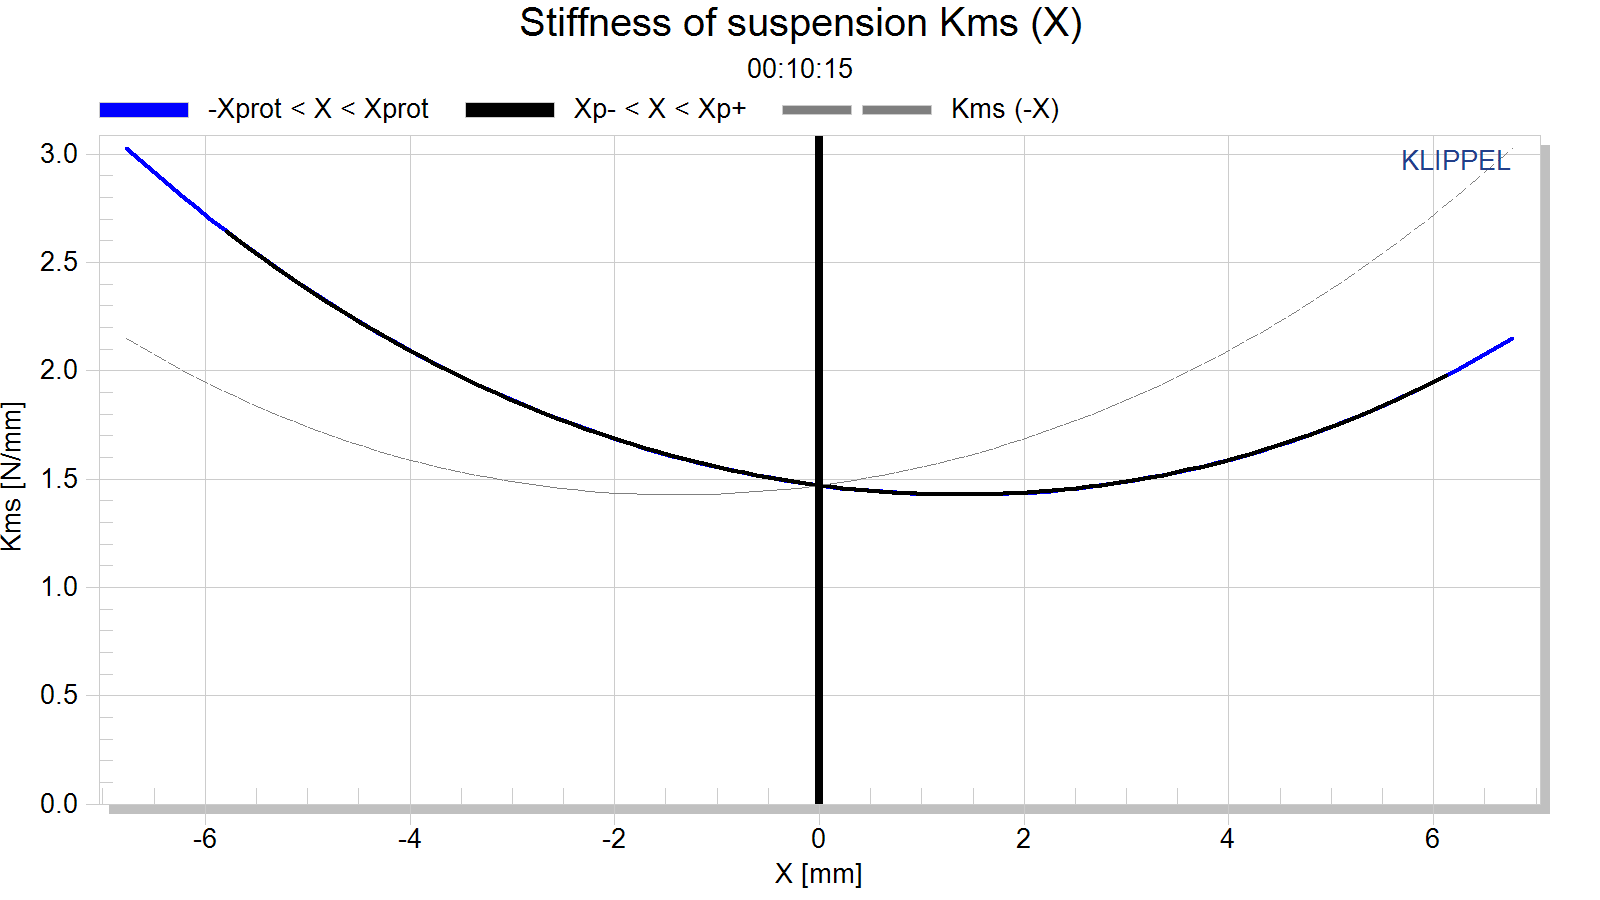 Stiffness of suspension Kms (X)
00:10:15
-Xprot < X < Xprot Xp- < X < Xp+ Kms (-X)
KLIPPEL
3.0
2.5
2.0
1.5
1.0
0.5
0.0
Kms [N/mm]
-6 -4 -2 0 2 4 6
X [mm]